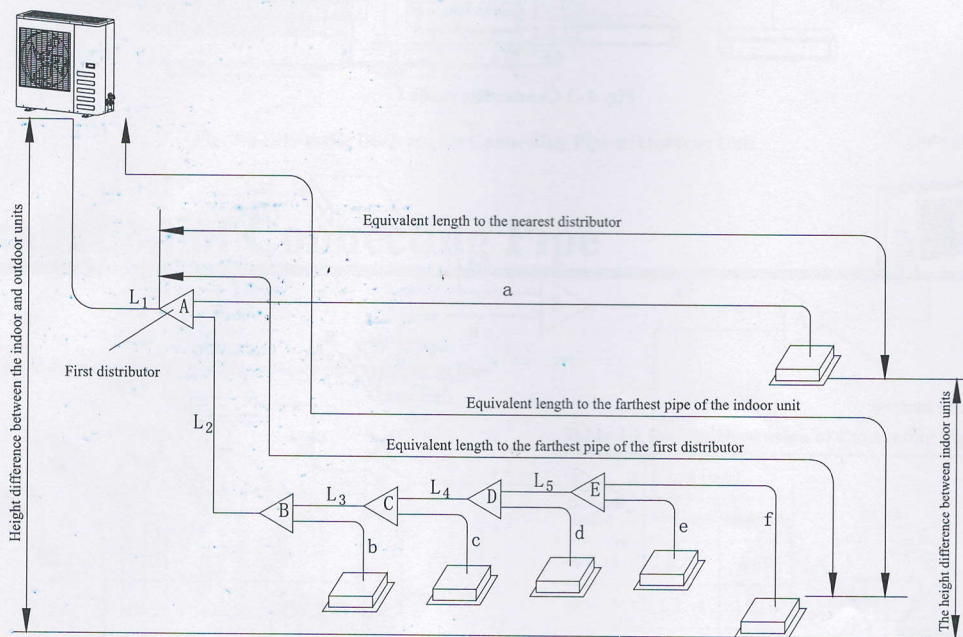 Equivalent length to the nearest distributor
L1
A
a
First distributor
Equivalent length to the farthest pipe of the indoor unit
L2
Equivalent length to the farthest pipe of the first distributor
B
L3
C
L4
D
L5
E
b
c
d
e
f
Height difference between the indoor and outdoor units
The height difference between indoor units